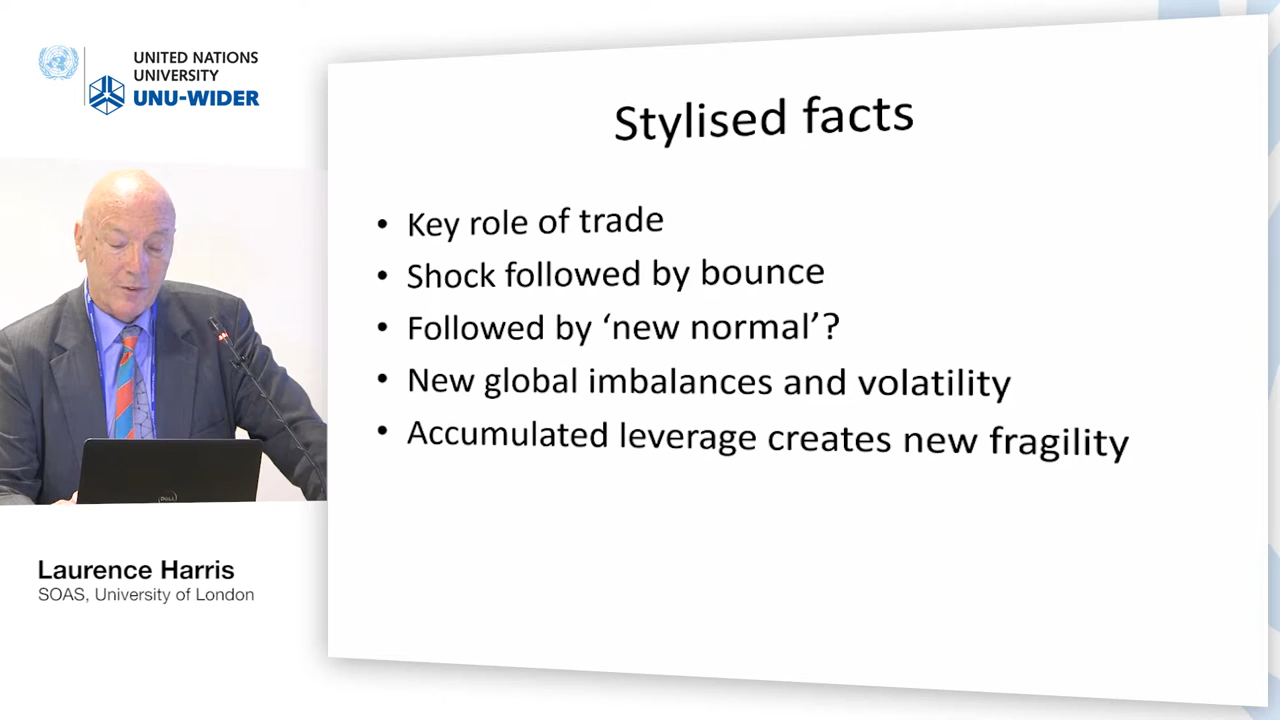 UNITED NATIONS
UNIVERSITY
UNU-WIDER
Stylised facts
• Key role of trade
• Shock followed by bounce
• Followed by ‘new normal’?
• New global imbalances and volatility
• Accumulated leverage creates new fragility
DELL
Laurence Harris
SOAS, University of London